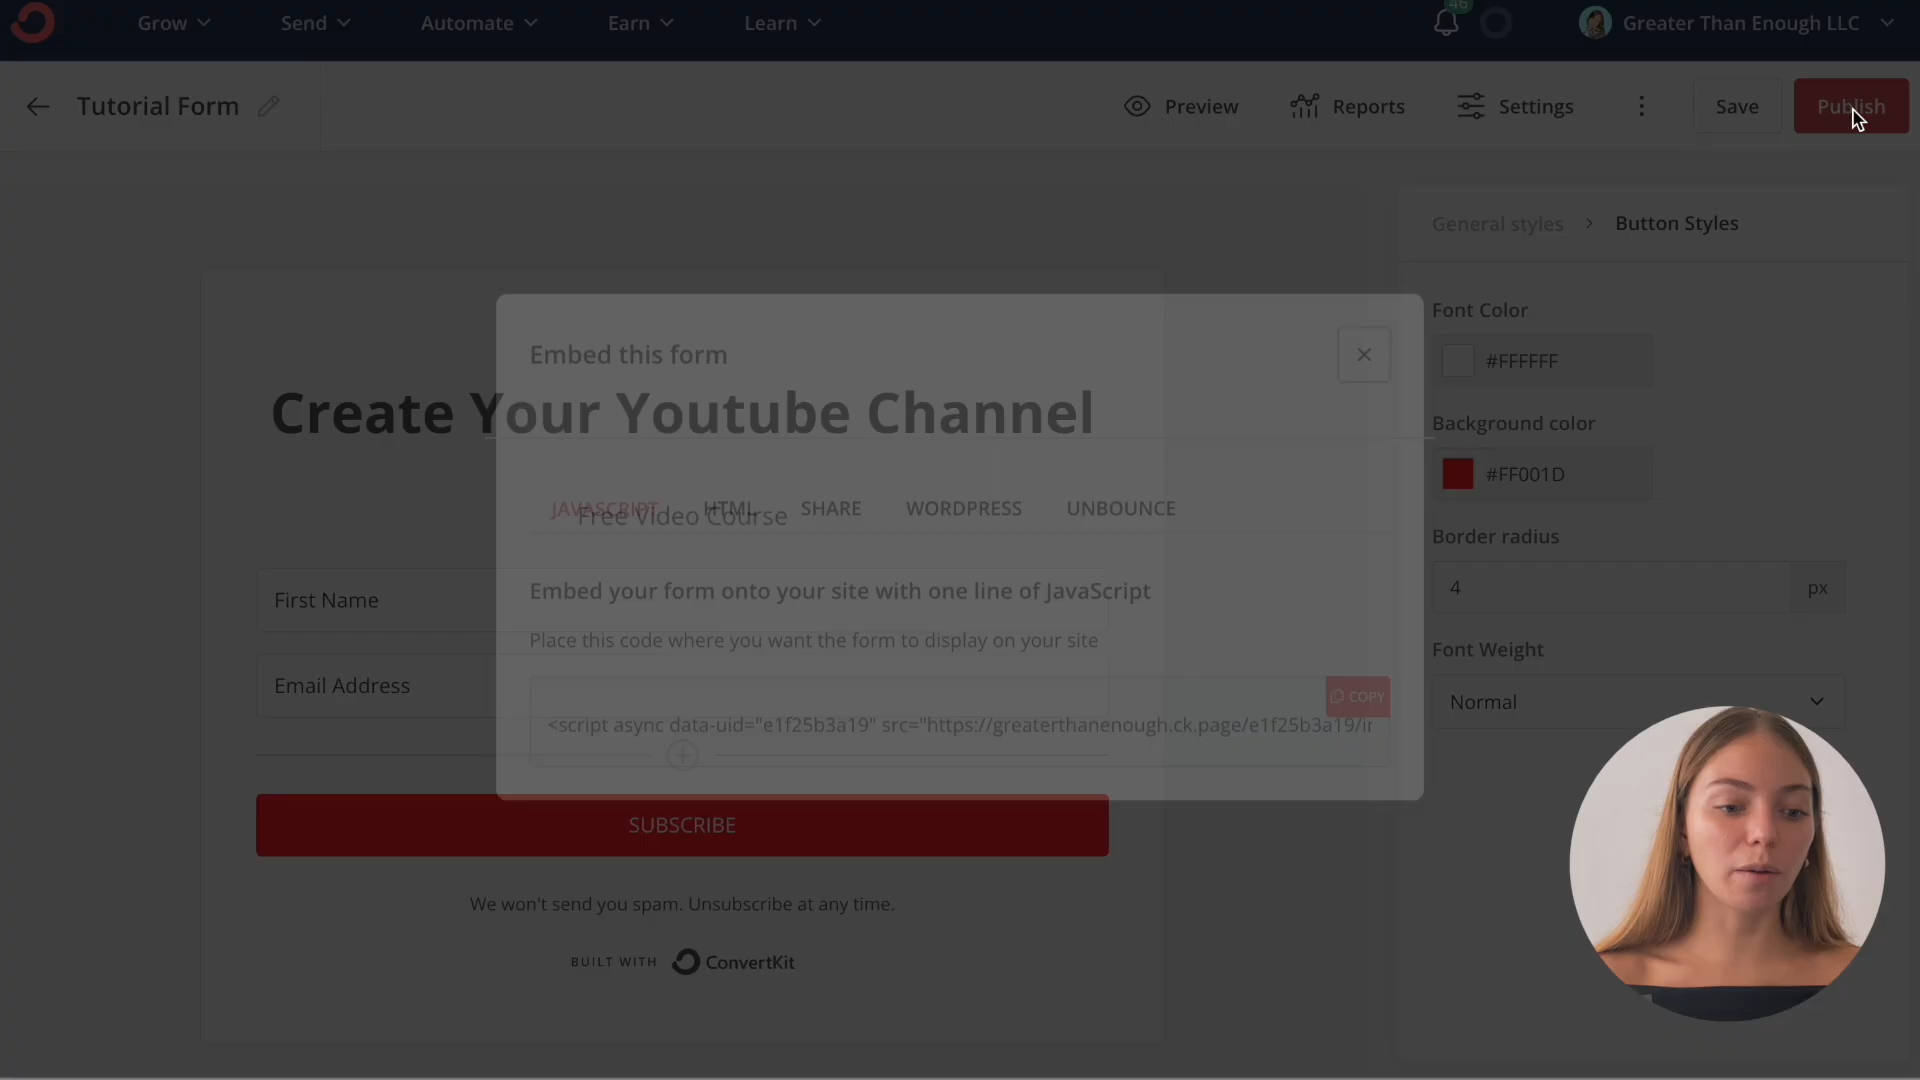 Grow Send Automate Earn Learn 46 Greater Than Enough LLC
Tutorial Form Preview Reports Settings Save Publish
General styles > Button Styles
Font Color
#FFFFFF
Background color
#FF001D
Border radius
4 px
Font Weight
Normal
Embed this form
Create Your Youtube Channel
JAVASCRIPT HTML SHARE WORDPRESS UNBOUNCE
Free Video Course
Embed your form onto your site with one line of JavaScript
First Name
Place this code where you want the form to display on your site
Email Address
COPY
<script async data-uid="e1f25b3a19" src="https://greaterthanenough.ck.page/e1f25b3a19/ir
SUBSCRIBE
We won't send you spam. Unsubscribe at any time.
BUILT WITH ConvertKit